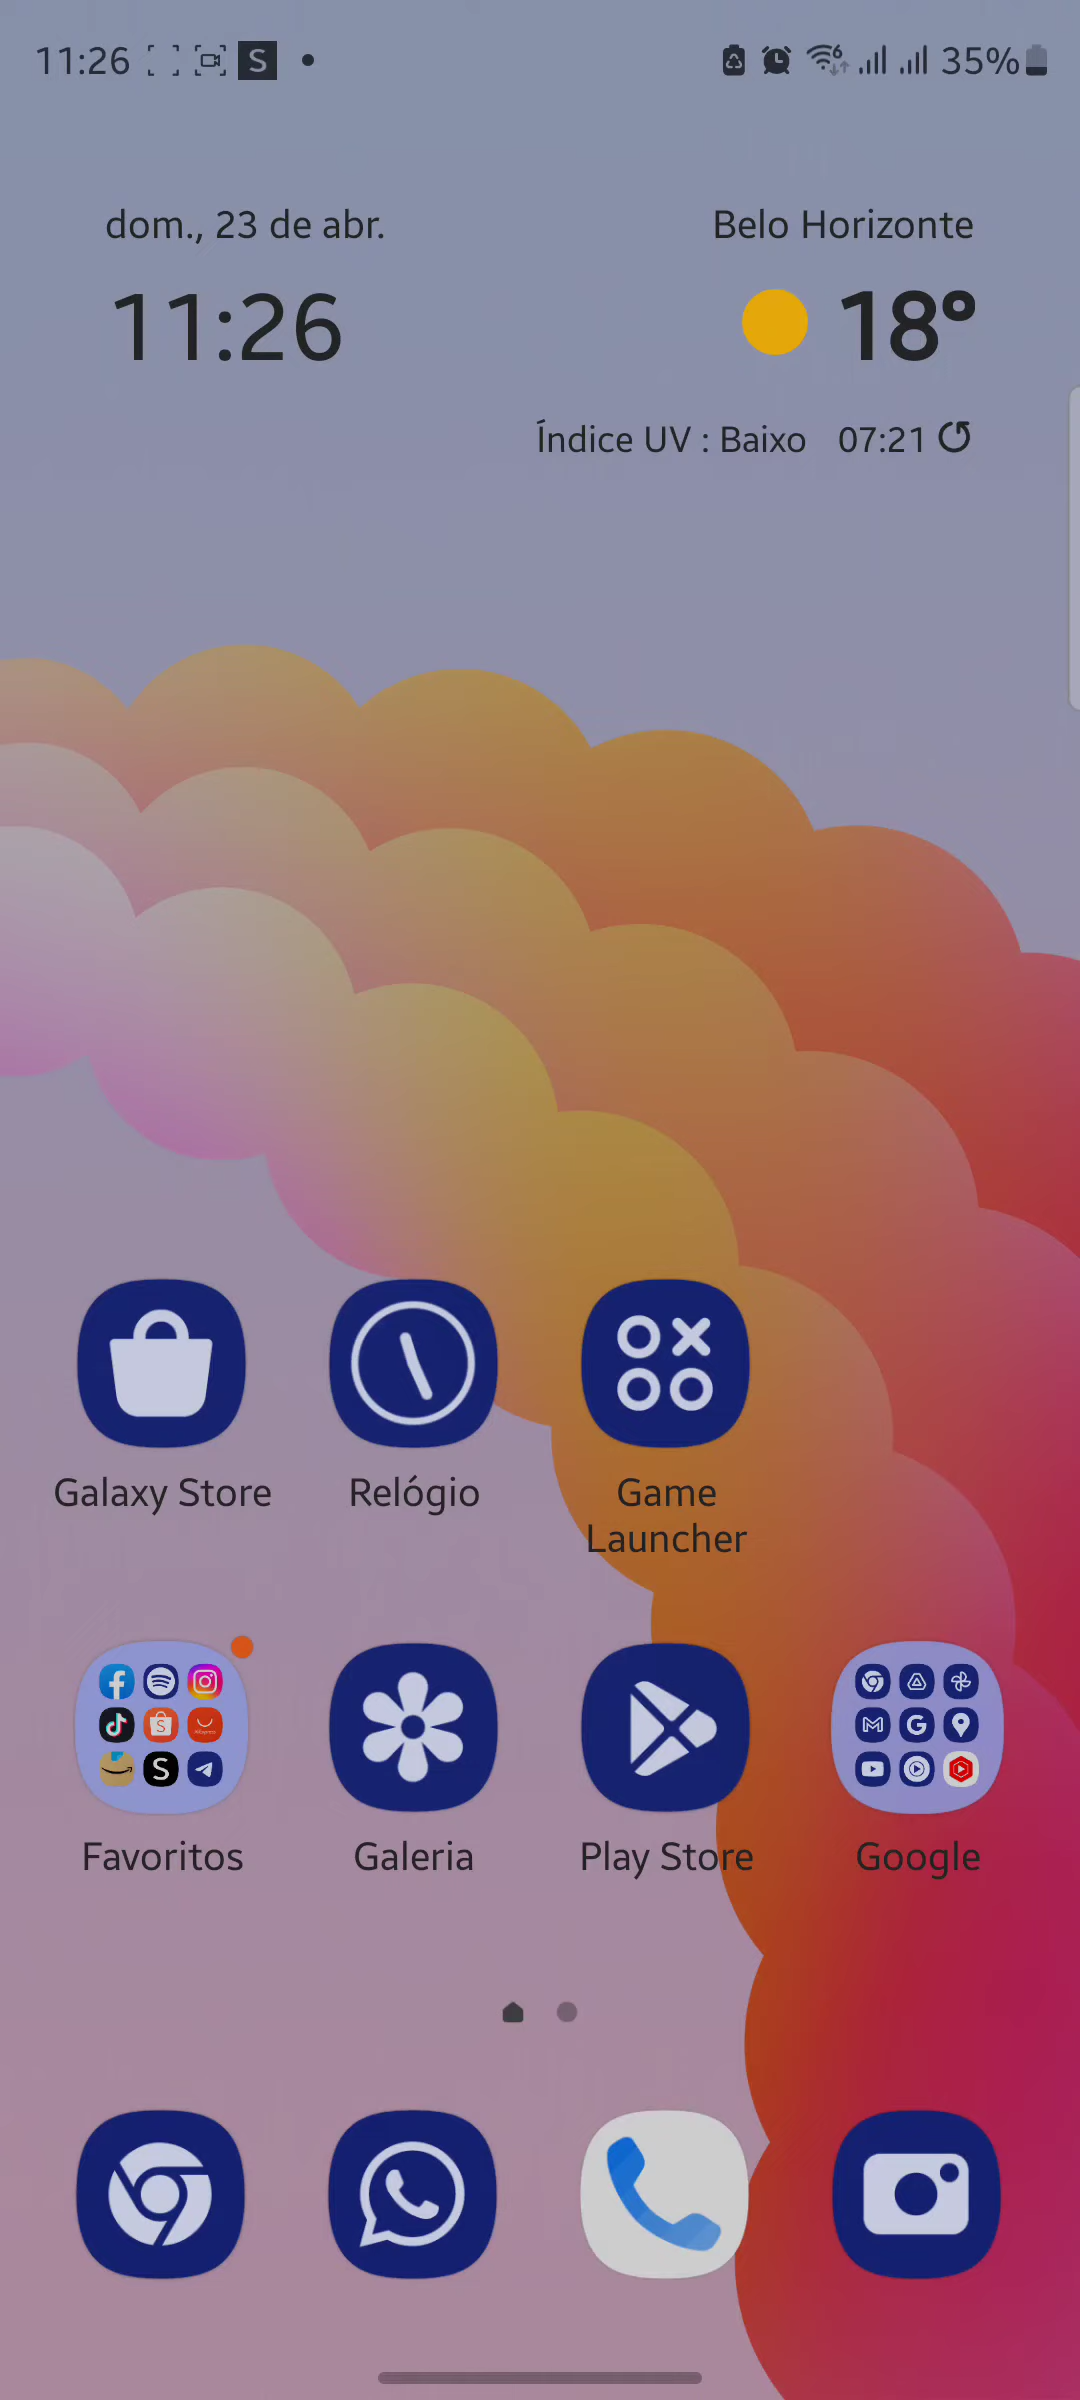 11:26 S 35%
dom., 23 de abr.
Belo Horizonte
11:26
18°
Índice UV : Baixo 07:21
Galaxy Store
Relógio
Game
Launcher
Favoritos
Galeria
Play Store
Google